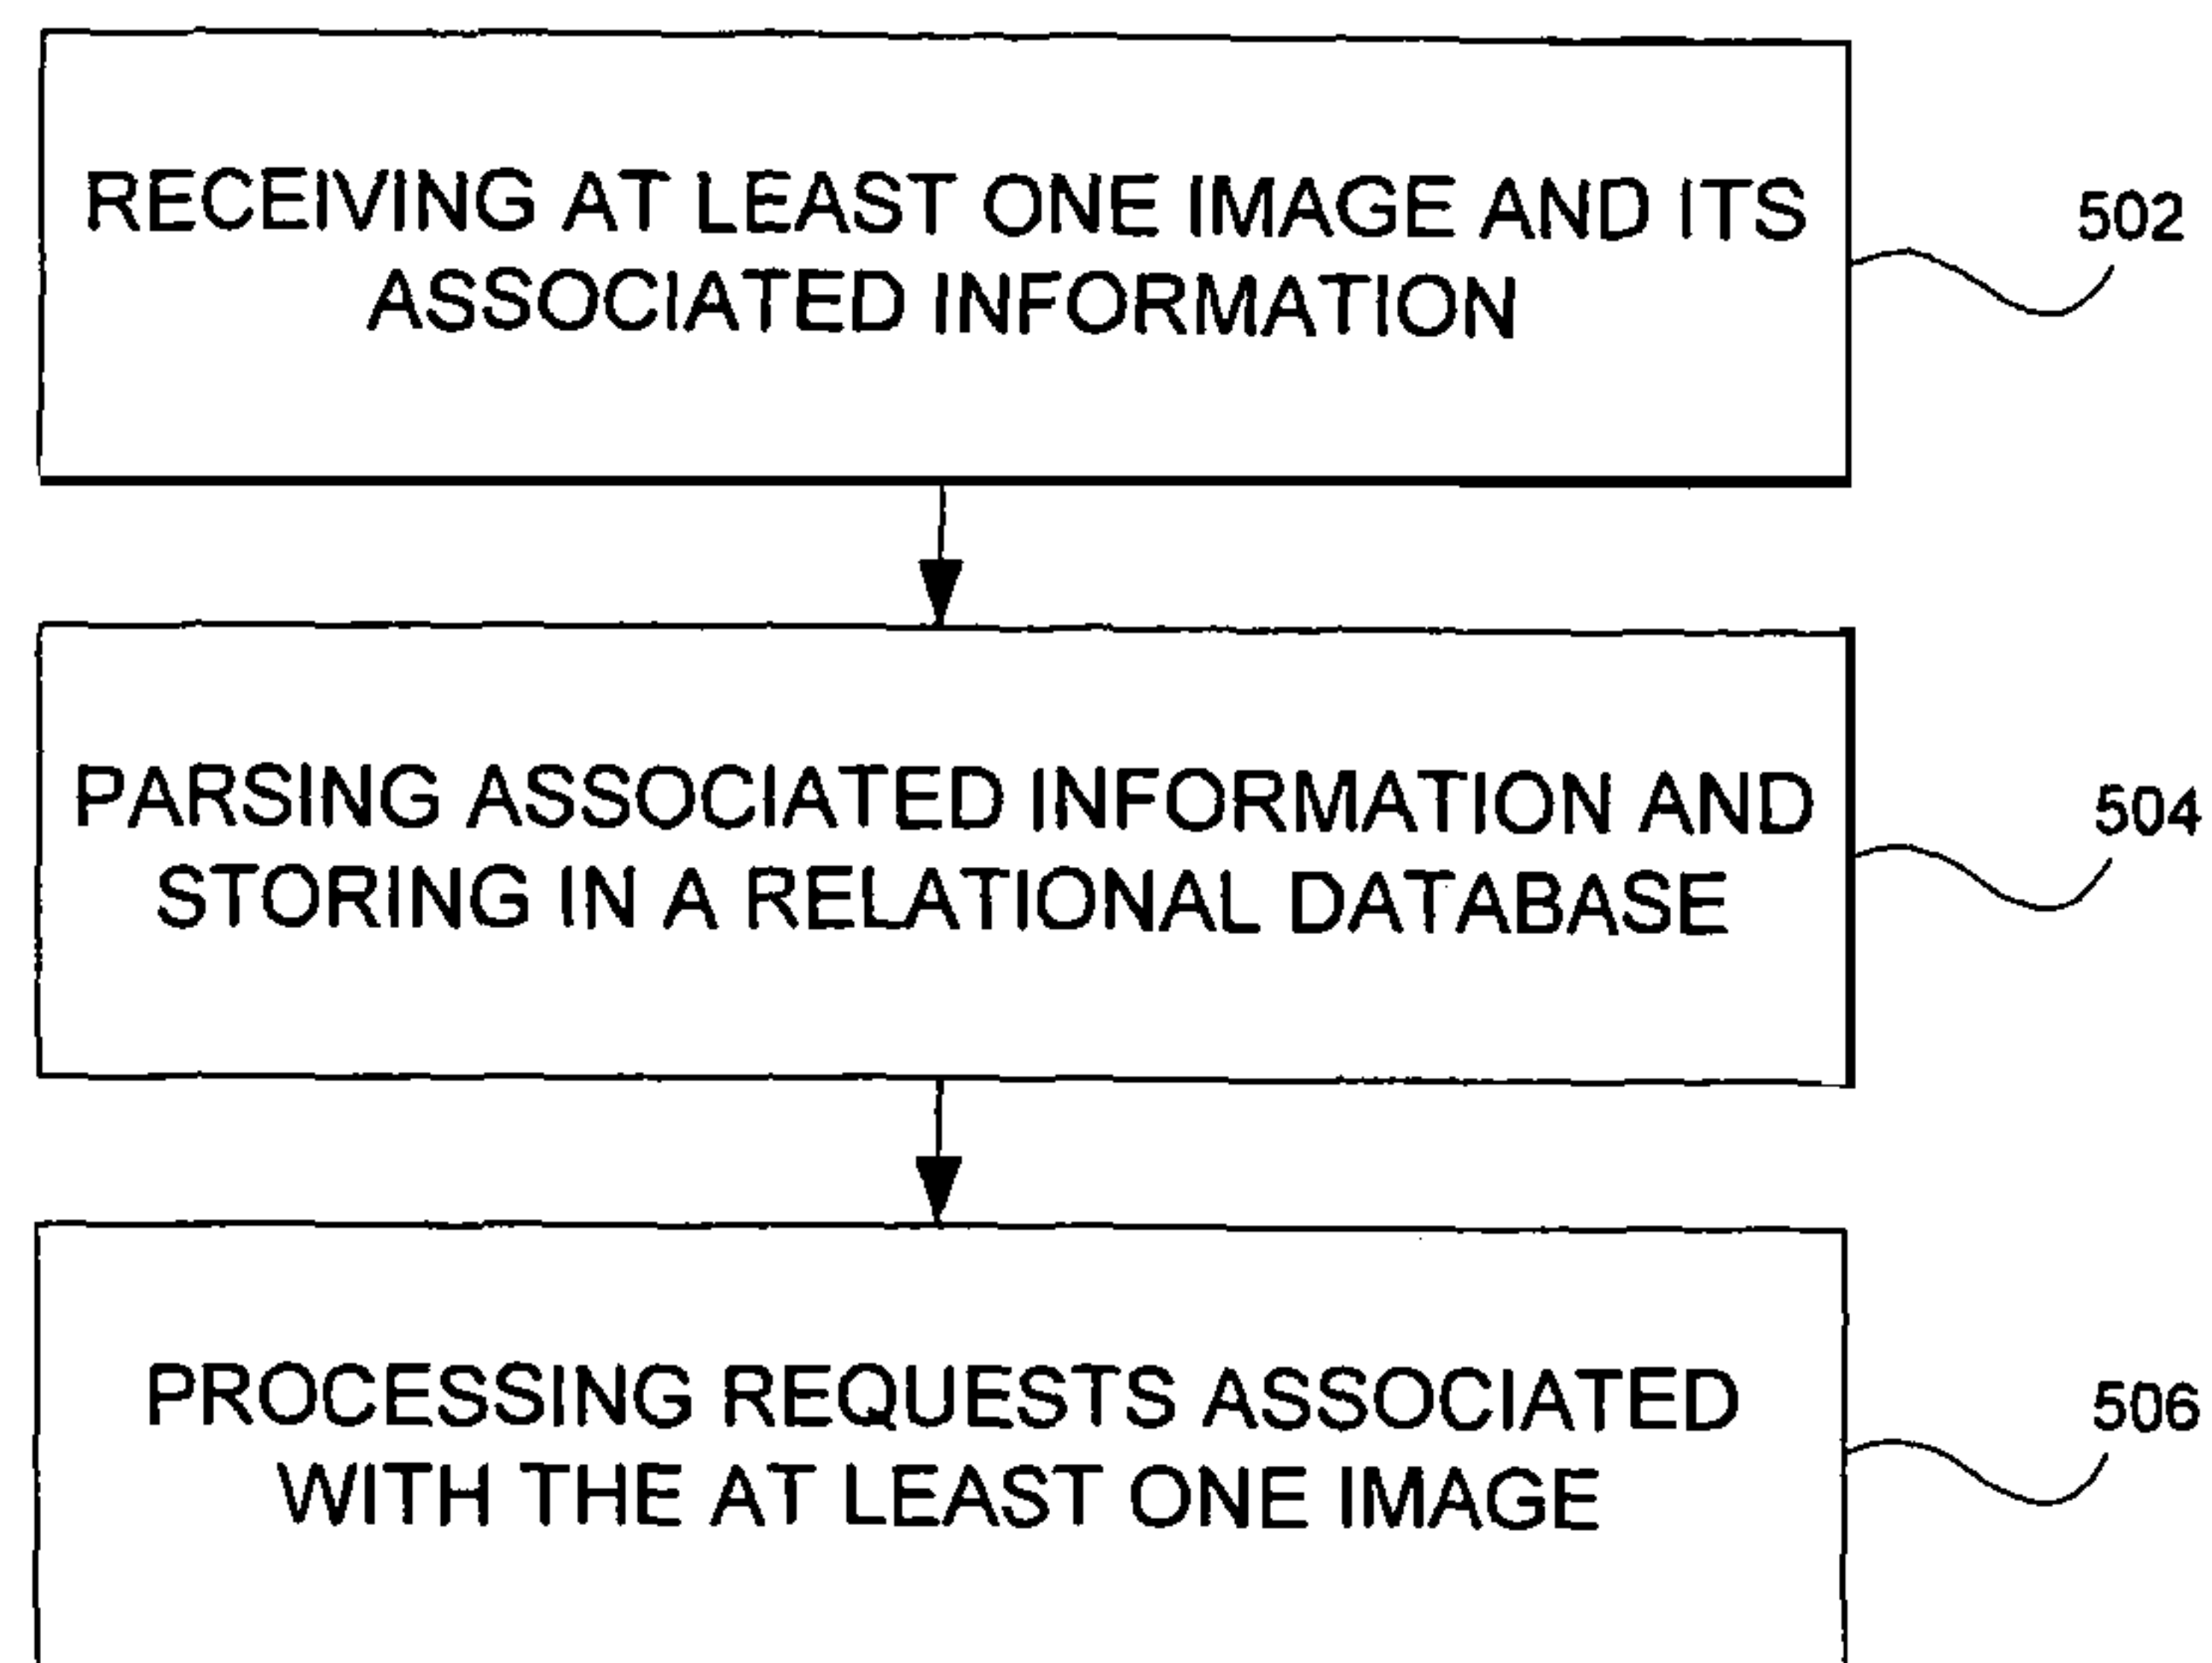 RECEIVING AT LEAST ONE IMAGE AND ITS
ASSOCIATED INFORMATION
502
PARSING ASSOCIATED INFORMATION AND
STORING IN A RELATIONAL DATABASE
504
PROCESSING REQUESTS ASSOCIATED
WITH THE AT LEAST ONE IMAGE
506